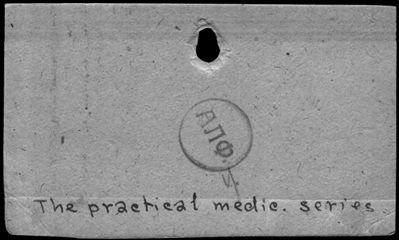 АПФ.
The practical medic. series